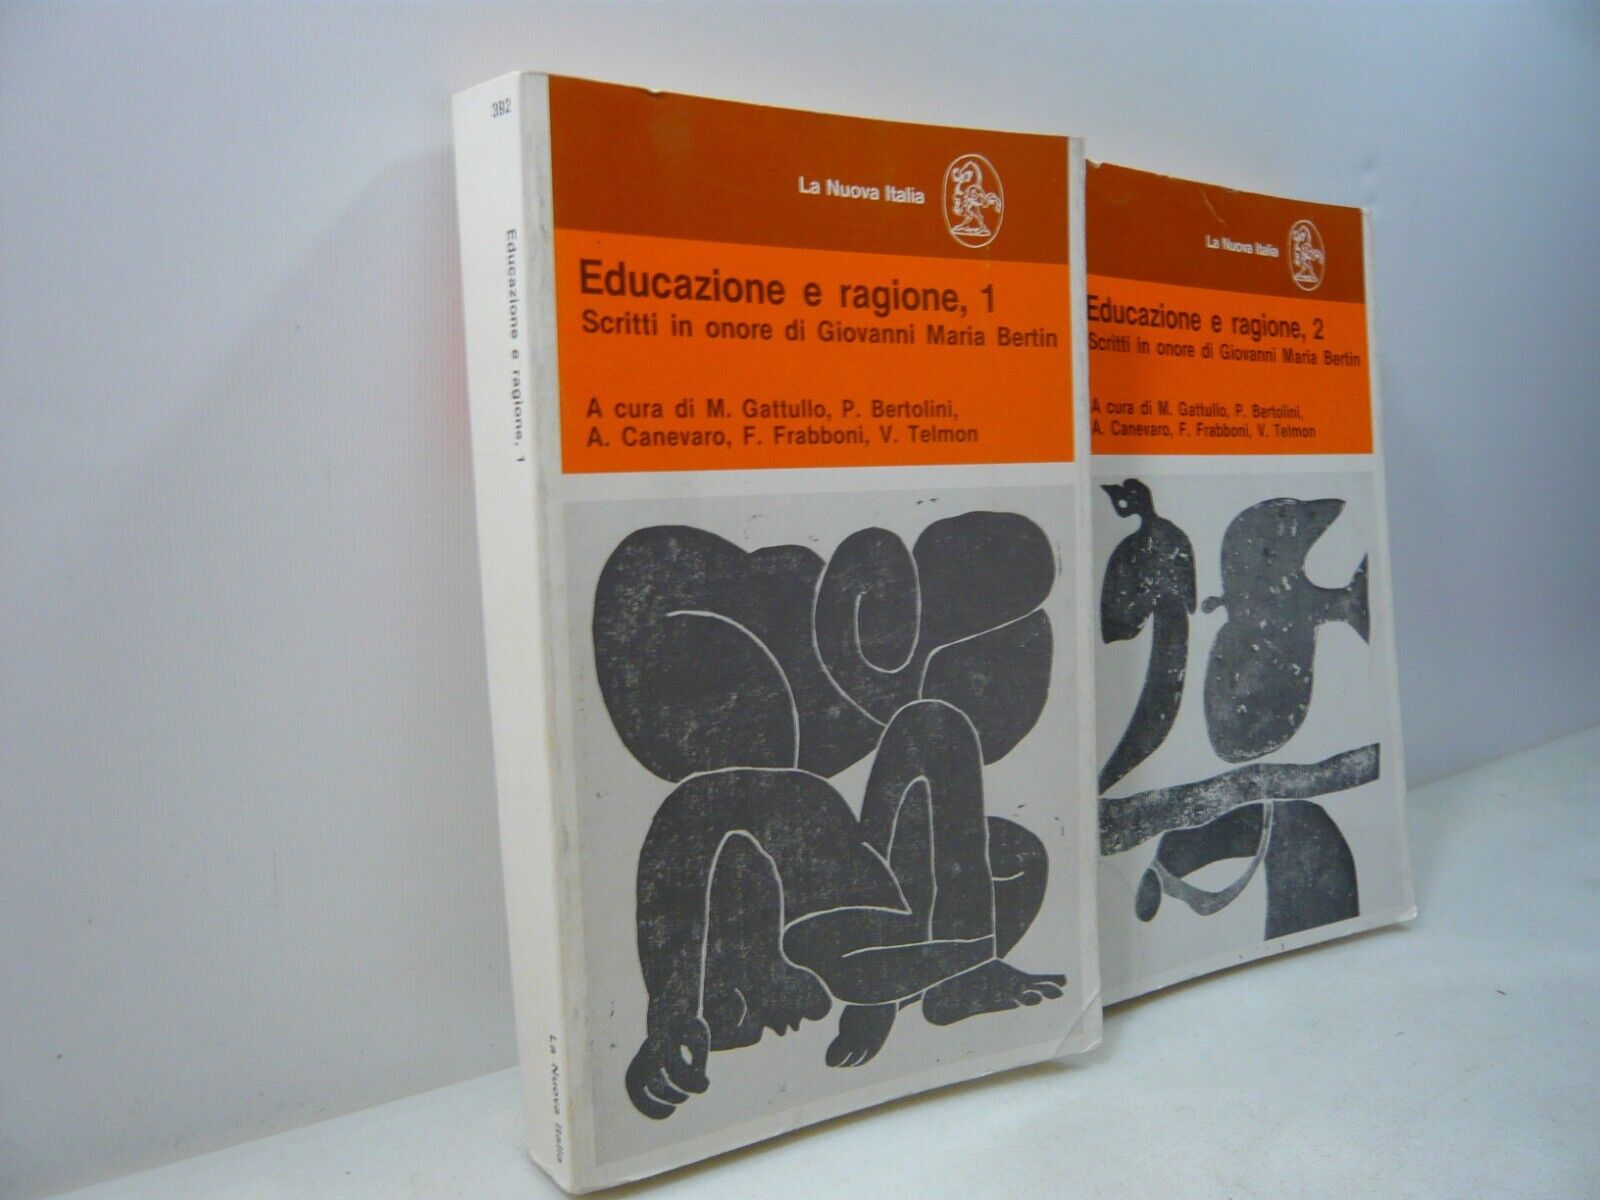 392
Educazione e ragione, 1
La Nuova Italia
La Nuova Italia
Educazione e ragione, 1
Scritti in onore di Giovanni Maria Bertin
A cura di M. Gattullo, P. Bertolini,
A. Canevaro, F. Frabboni, V. Telmon
La Nuova Italia
Educazione e ragione, 2
Scritti in onore di Giovanni Maria Bertin
A cura di M. Gattullo, P. Bertolini,
A. Canevaro, F. Frabboni, V. Telmon